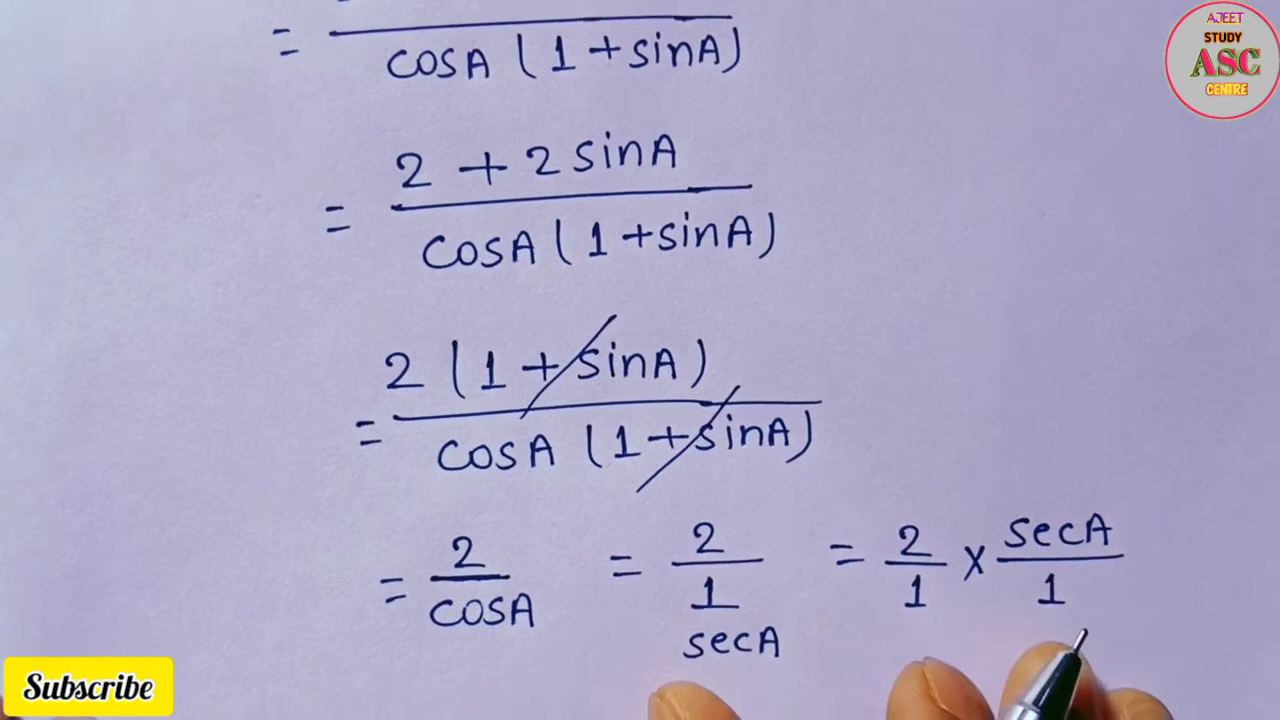 AJEET
STUDY
ASC
CENTRE
= ─────
cosA (1 + sinA)
2 + 2 sinA
= ─────
cosA (1 + sinA)
2 (1 + sinA)
= ─────
cosA (1 + sinA)
= 2/cosA = 2/(1/secA) = 2/1 × secA/1
Subscribe